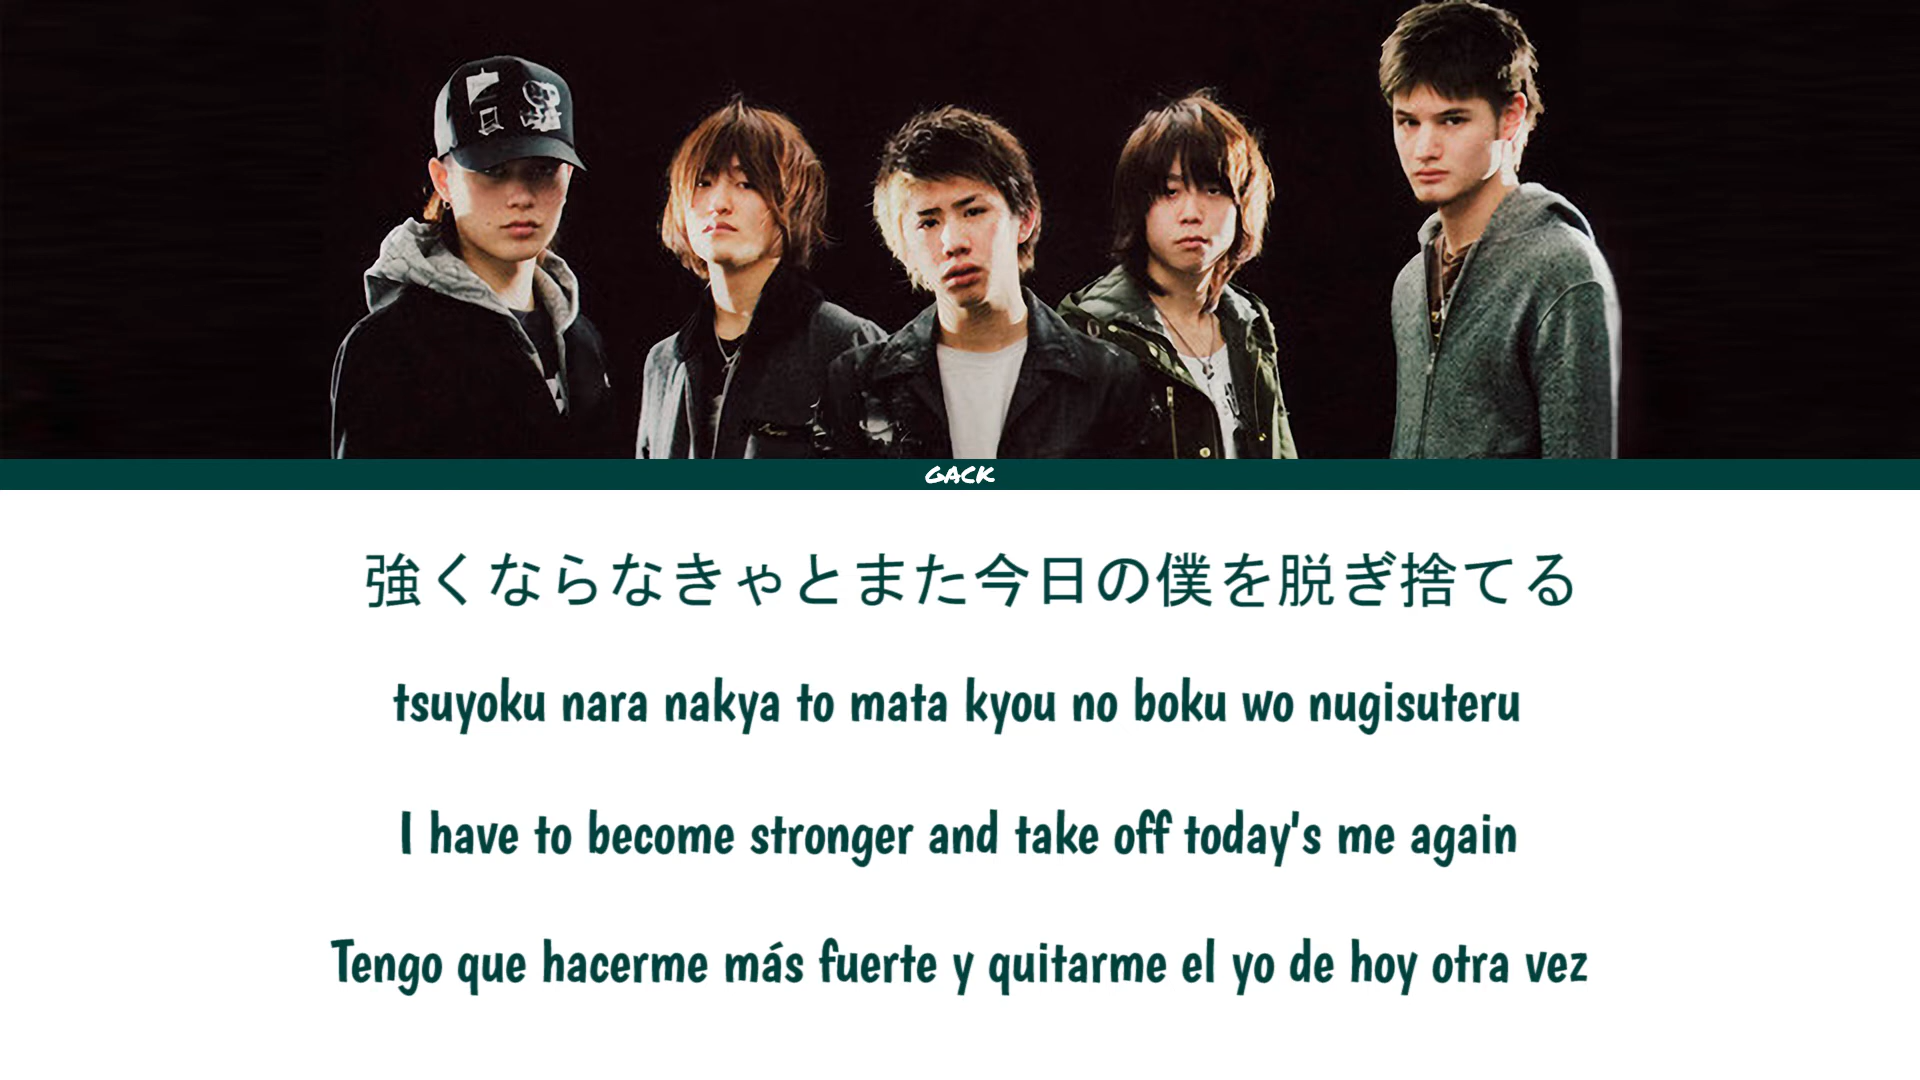 GACK
強くならなきゃとまた今日の僕を脱ぎ捨てる
tsuyoku nara nakya to mata kyou no boku wo nugisuteru
I have to become stronger and take off today's me again
Tengo que hacerme más fuerte y quitarme el yo de hoy otra vez